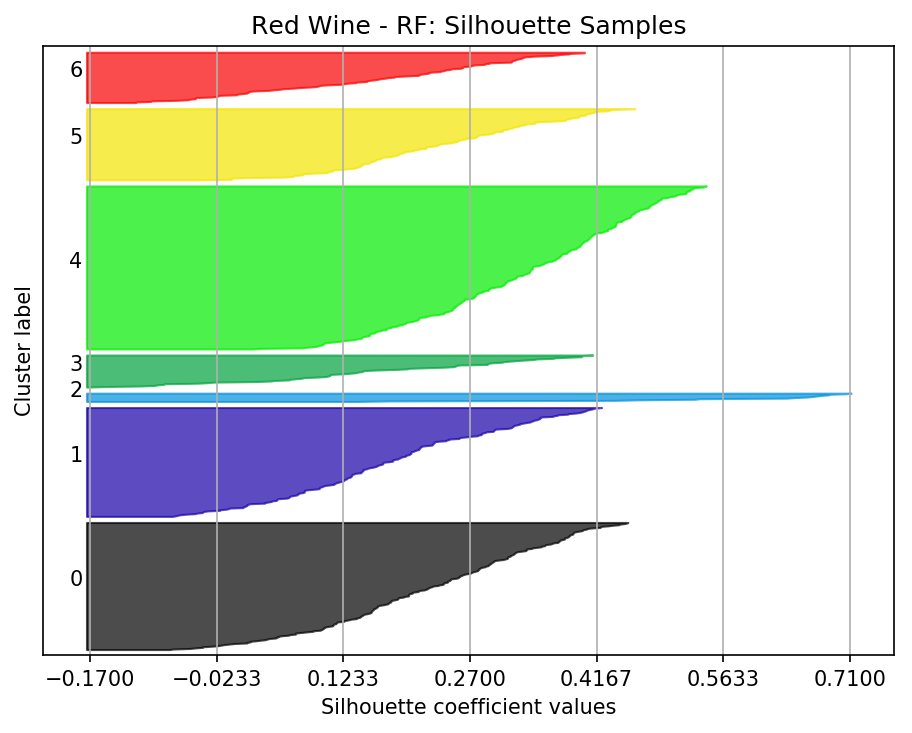 Red Wine - RF: Silhouette Samples
6
5
4
3
2
1
0
Cluster label
−0.1700 −0.0233 0.1233 0.2700 0.4167 0.5633 0.7100
Silhouette coefficient values